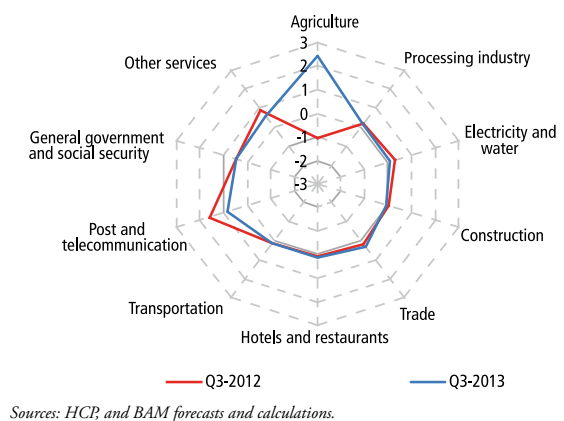 Agriculture
3
2
1
0
-1
-2
-3
Processing industry
Electricity and
water
Construction
Trade
Hotels and restaurants
Transportation
Post and
telecommunication
General government
and social security
Other services
Q3-2012
Q3-2013
Sources: HCP, and BAM forecasts and calculations.